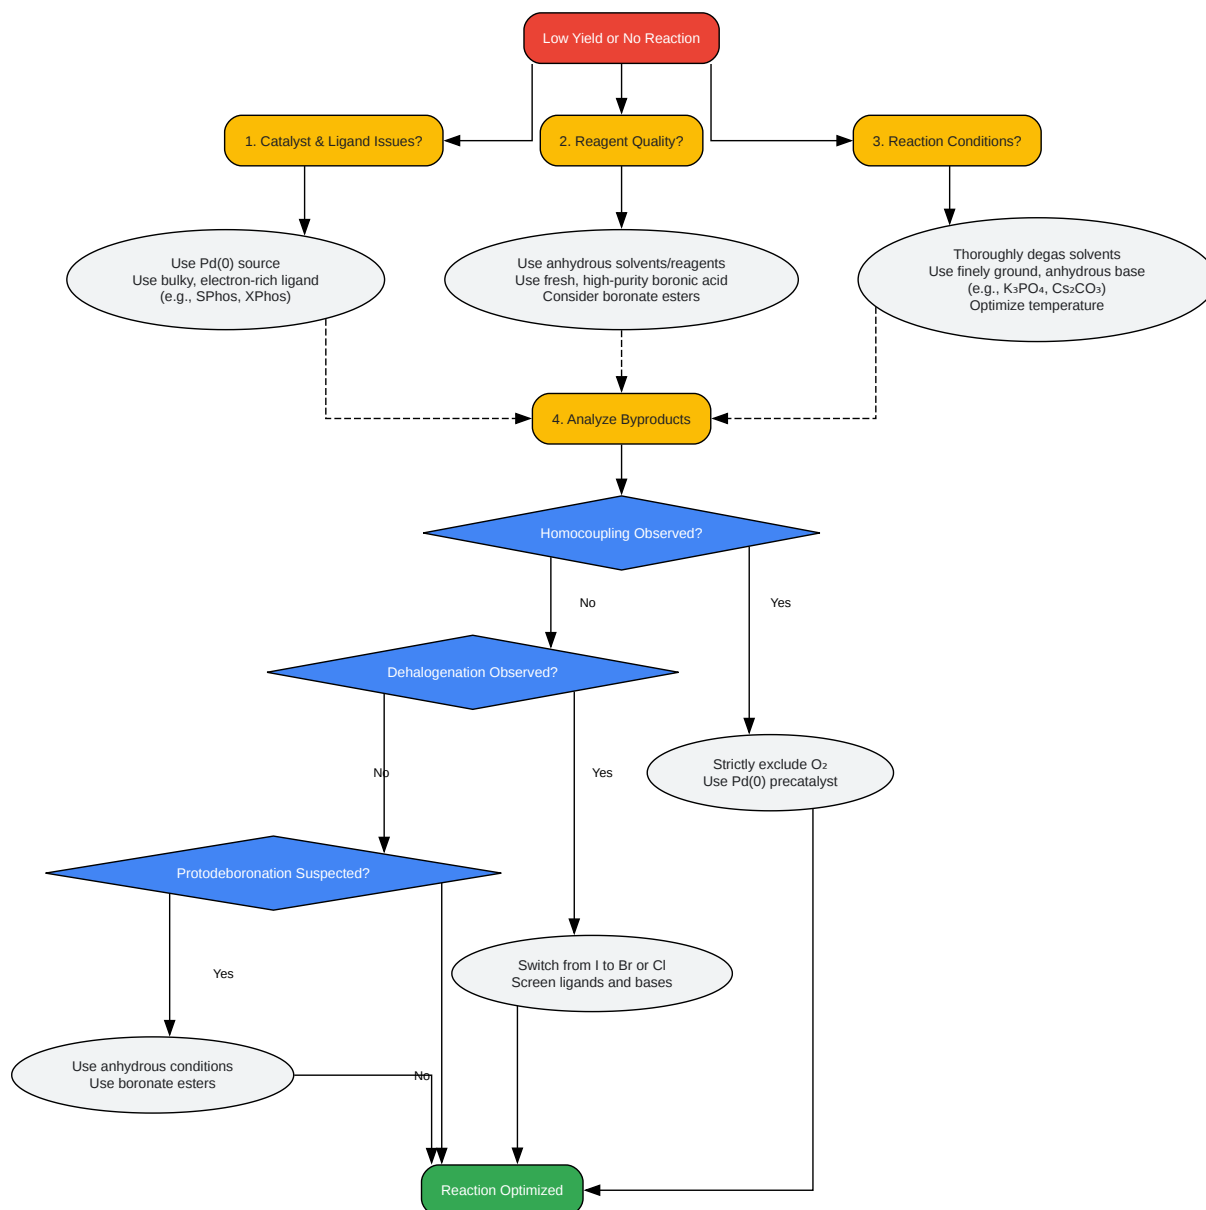 Low Yield or No Reaction
1. Catalyst & Ligand Issues?
2. Reagent Quality?
3. Reaction Conditions?
Use Pd(0) source
Use bulky, electron-rich ligand
(e.g., SPhos, XPhos)
Use anhydrous solvents/reagents
Use fresh, high-purity boronic acid
Consider boronate esters
Thoroughly degas solvents
Use finely ground, anhydrous base
(e.g., K₃PO₄, Cs₂CO₃)
Optimize temperature
4. Analyze Byproducts
Homocoupling Observed?
No
Yes
Dehalogenation Observed?
No
Yes
Strictly exclude O₂
Use Pd(0) precatalyst
Protodeboronation Suspected?
Yes
Switch from I to Br or Cl
Screen ligands and bases
Use anhydrous conditions
Use boronate esters
No
Reaction Optimized